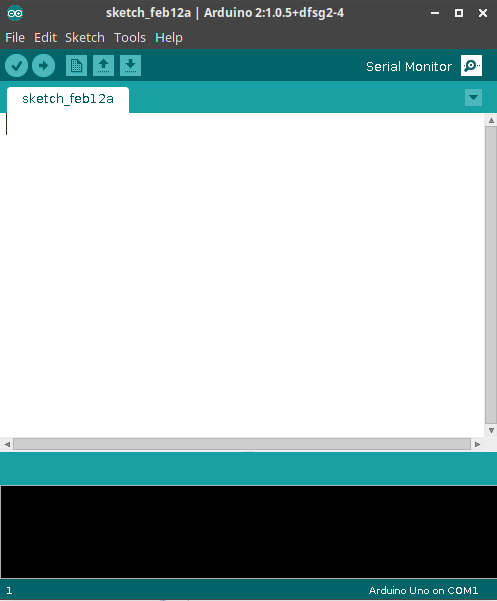 sketch_feb12a | Arduino 2:1.0.5+dfsg2-4
File Edit Sketch Tools Help
Serial Monitor
sketch_feb12a
1 Arduino Uno on COM1